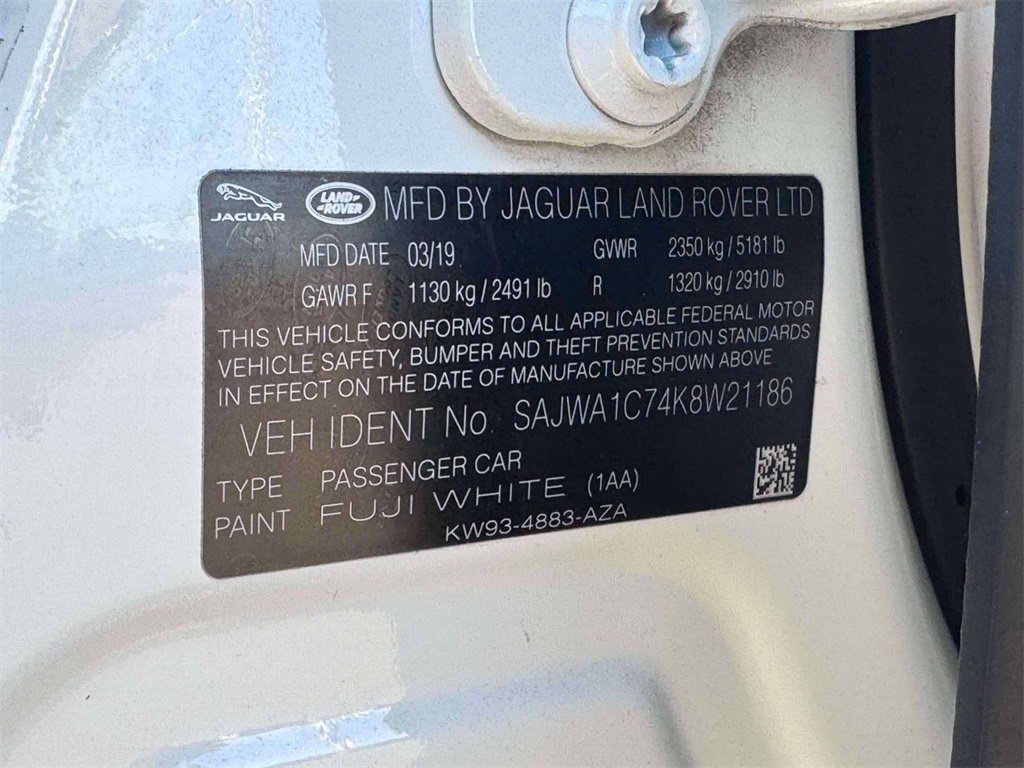 JAGUAR LAND ROVER MFD BY JAGUAR LAND ROVER LTD
MFD DATE 03/19 GVWR 2350 kg / 5181 lb
GAWR F 1130 kg / 2491 lb R 1320 kg / 2910 lb
THIS VEHICLE CONFORMS TO ALL APPLICABLE FEDERAL MOTOR
VEHICLE SAFETY, BUMPER AND THEFT PREVENTION STANDARDS
IN EFFECT ON THE DATE OF MANUFACTURE SHOWN ABOVE
VEH IDENT No. SAJWA1C74K8W21186
TYPE PASSENGER CAR
PAINT FUJI WHITE (1AA)
KW93-4883-AZA